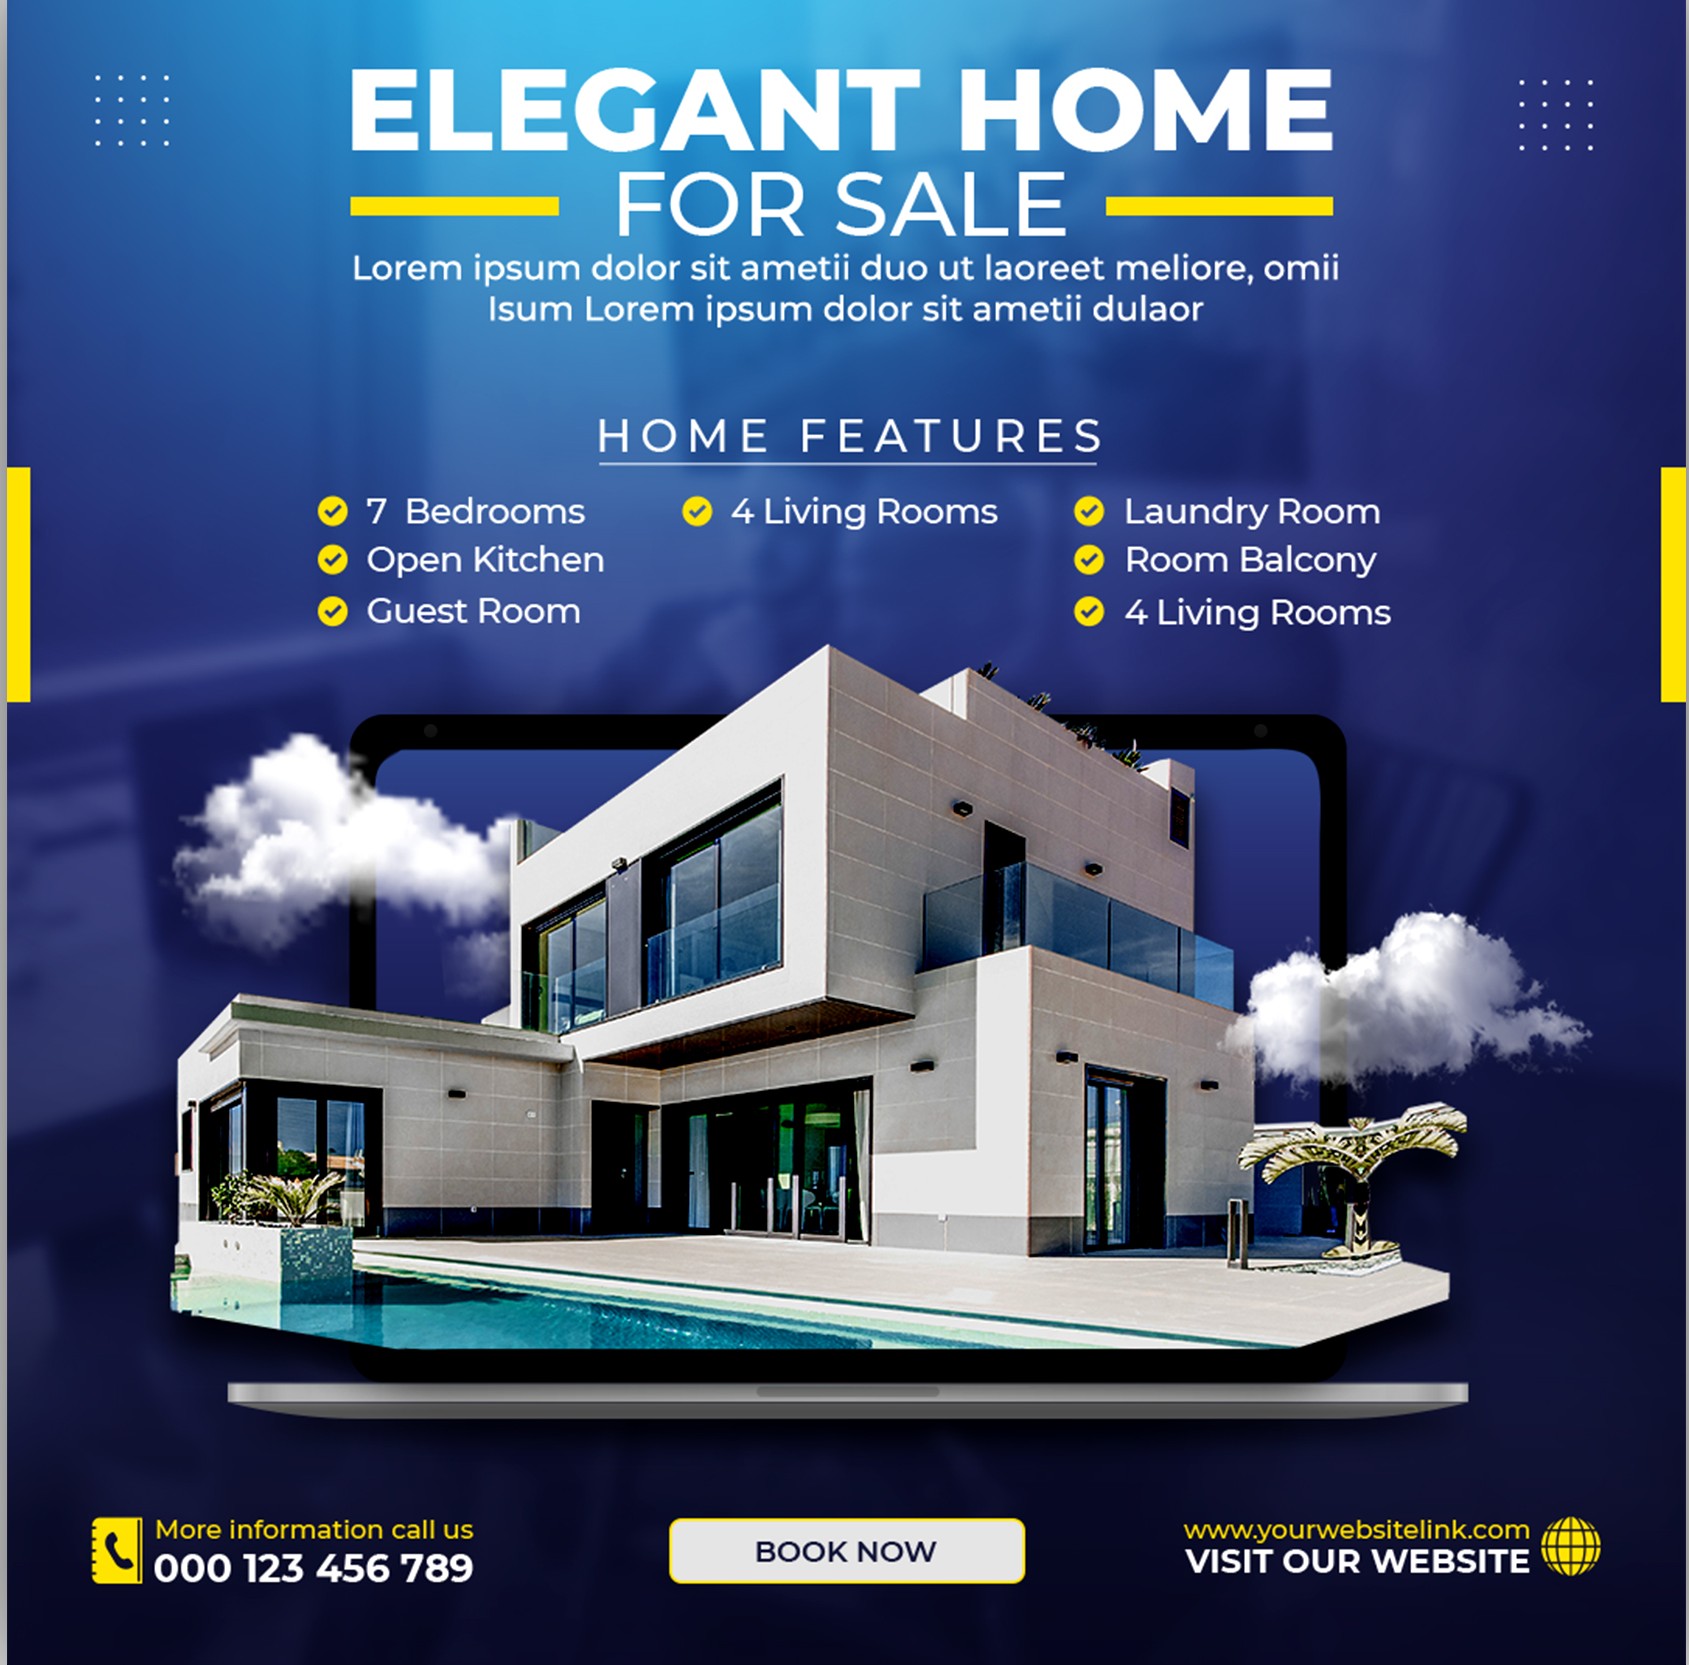 ELEGANT HOME
FOR SALE
Lorem ipsum dolor sit ametii duo ut laoreet meliore, omii
Isum Lorem ipsum dolor sit ametii dulaor
HOME FEATURES
7 Bedrooms
Open Kitchen
Guest Room
4 Living Rooms
Laundry Room
Room Balcony
4 Living Rooms
More information call us
000 123 456 789
BOOK NOW
www.yourwebsitelink.com
VISIT OUR WEBSITE